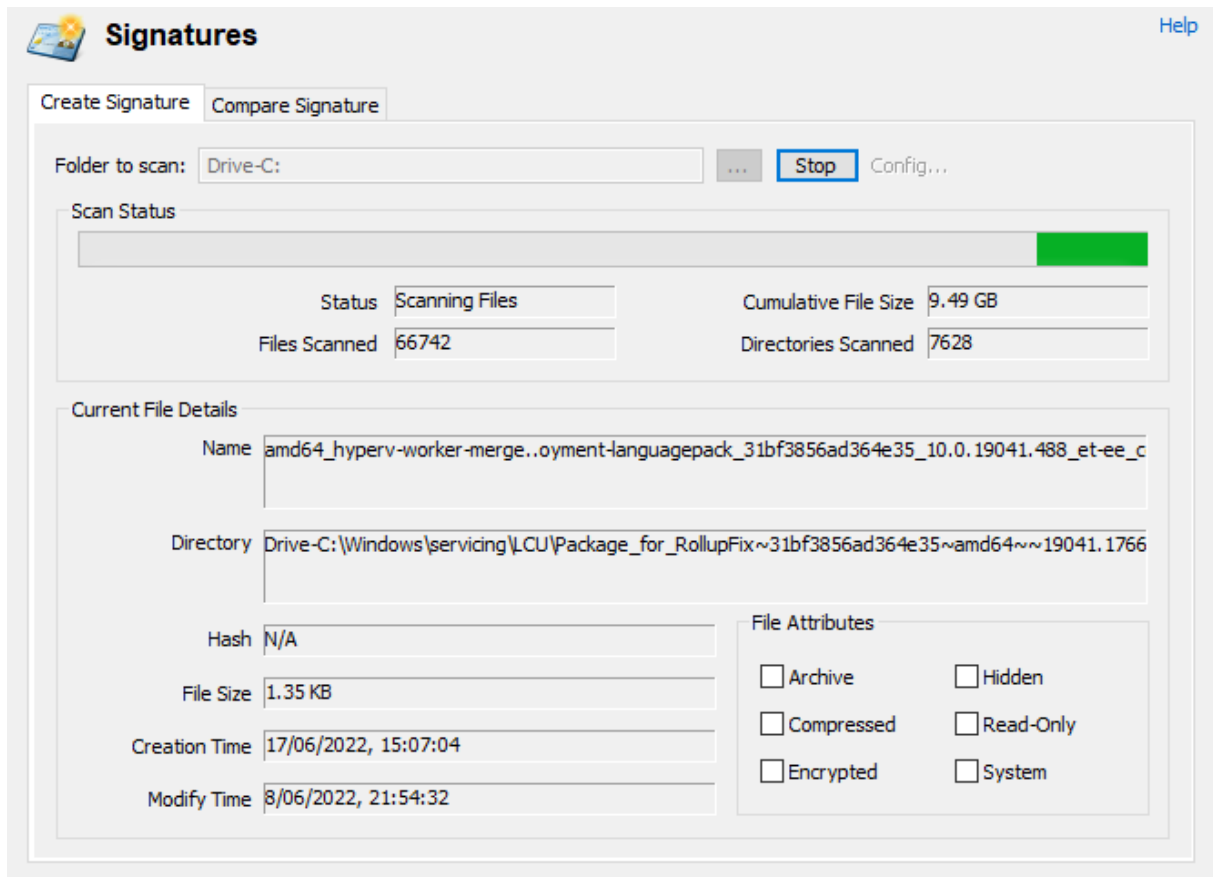 Signatures
Help
Create Signature
Compare Signature
Folder to scan: Drive-C: ... Stop Config...
Scan Status
Status Scanning Files Cumulative File Size 9.49 GB
Files Scanned 66742 Directories Scanned 7628
Current File Details
Name amd64_hyperv-worker-merge..oyment-languagepack_31bf3856ad364e35_10.0.19041.488_et-ee_c
Directory Drive-C:\Windows\servicing\LCU\Package_for_RollupFix~31bf3856ad364e35~amd64~~19041.1766
Hash N/A
File Size 1.35 KB
Creation Time 17/06/2022, 15:07:04
Modify Time 8/06/2022, 21:54:32
File Attributes
Archive Hidden
Compressed Read-Only
Encrypted System